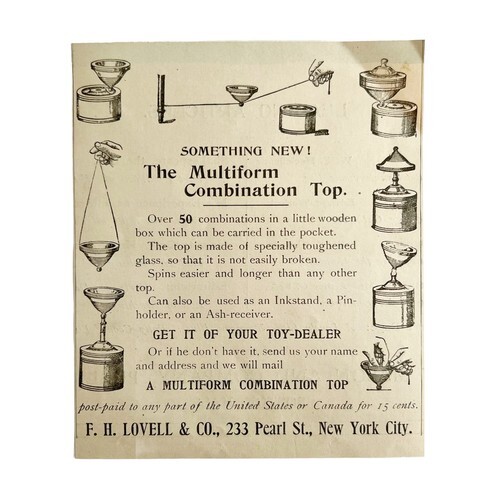 SOMETHING NEW!
The Multiform
Combination Top.
Over 50 combinations in a little wooden
box which can be carried in the pocket.
The top is made of specially toughened
glass, so that it is not easily broken.
Spins easier and longer than any other
top.
Can also be used as an Inkstand, a Pin-
holder, or an Ash-receiver.
GET IT OF YOUR TOY-DEALER
Or if he don't have it, send us your name
and address and we will mail
A MULTIFORM COMBINATION TOP
post-paid to any part of the United States or Canada for 15 cents.
F. H. LOVELL & CO., 233 Pearl St., New York City.